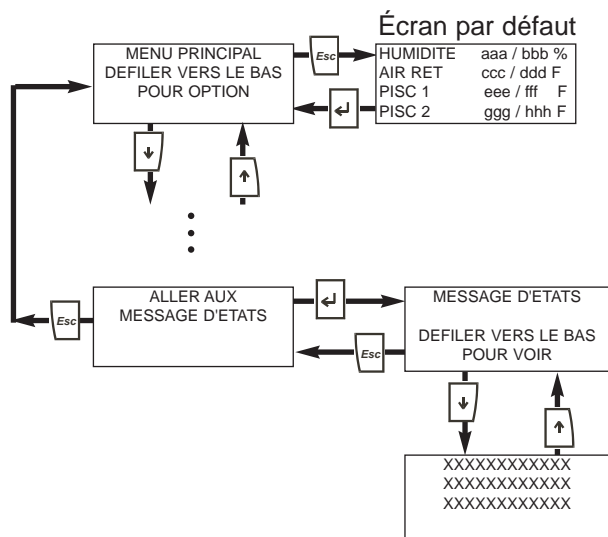 Écran par défaut
MENU PRINCIPAL
DEFILER VERS LE BAS
POUR OPTION
Esc
HUMIDITE aaa / bbb %
AIR RET ccc / ddd F
PISC 1 eee / fff F
PISC 2 ggg / hhh F
ALLER AUX
MESSAGE D'ETATS
Esc
MESSAGE D'ETATS
DEFILER VERS LE BAS
POUR VOIR
Esc
XXXXXXXXXXXX
XXXXXXXXXXXX
XXXXXXXXXXXX